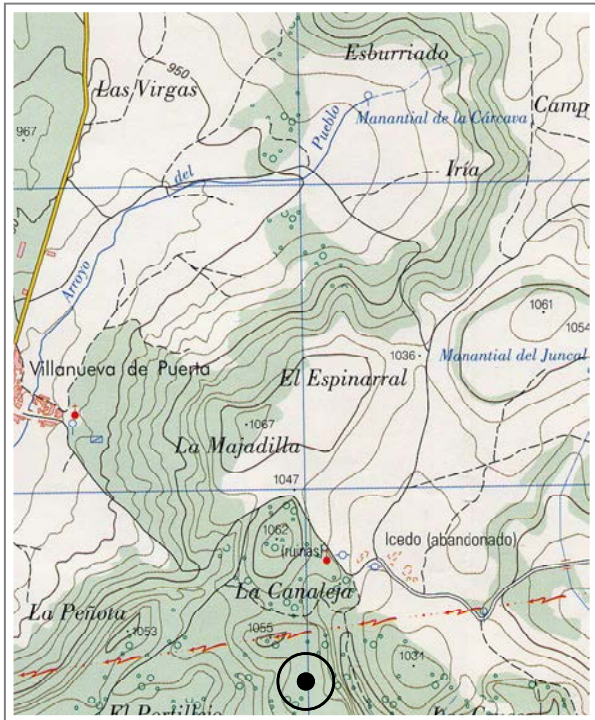 Esburriado
950
Las Virgas
Camp
Manantial de la Cárcava
967
Pueblo
del
Iría
Arroyo
1061
1054
1036
Manantial del Juncal
Villanueva de Puerta
El Espinarral
1067
La Majadilla
1047
1062
Icedo (abandonado)
(ruinas)
La Canaleja
La Peñota
1053
1055
1031
El Portillejo